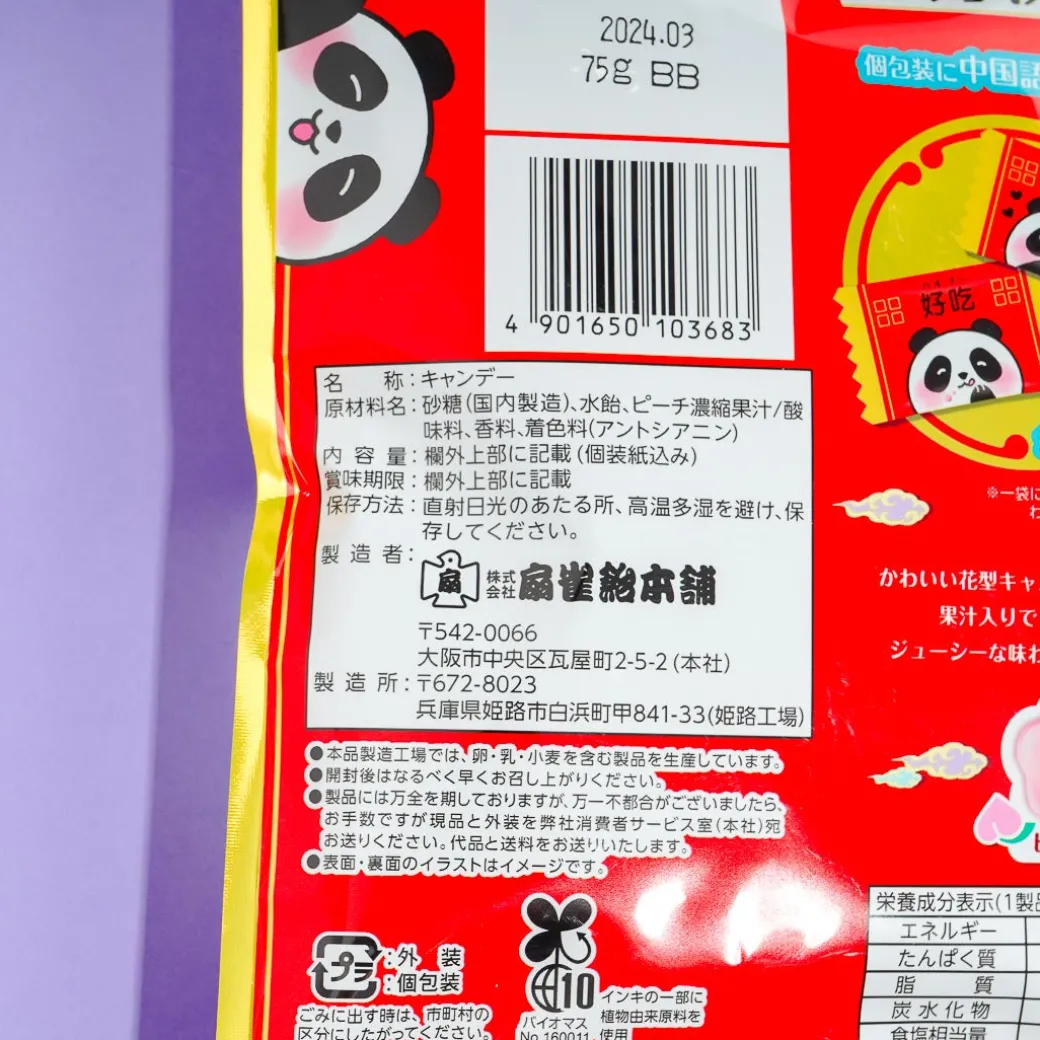 2024.03
75g BB
4 901650 103683
名称:キャンデー
原材料名:砂糖(国内製造)、水飴、ピーチ濃縮果汁/酸
味料、香料、着色料(アントシアニン)
内容量:欄外上部に記載(個装紙込み)
賞味期限:欄外上部に記載
保存方法:直射日光のあたる所、高温多湿を避け、保
存してください。
製造者:
扇
株式会社 扇雀飴本舗
〒542-0066
大阪市中央区瓦屋町2-5-2(本社)
製造所:〒672-8023
兵庫県姫路市白浜町甲841-33(姫路工場)
●本品製造工場では、卵・乳・小麦を含む製品を生産しています。
●開封後はなるべく早くお召し上がりください。
●製品には万全を期しておりますが、万一不都合がございましたら、
お手数ですが現品と外装を弊社消費者サービス室(本社)宛
お送りください。代品と送料をお送りいたします。
●表面・裏面のイラストはイメージです。
プラ
:外装
:個包装
ごみに出す時は、市町村の
区分にしたがってください。
10
バイオマス
No.160011
インキの一部に
植物由来原料を
使用
個包装に中国語
好吃
※一袋に
わ
かわいい花型キャ
果汁入りで
ジューシーな味わ
栄養成分表示(1製品
エネルギー
たんぱく質
脂質
炭水化物
食塩相当量